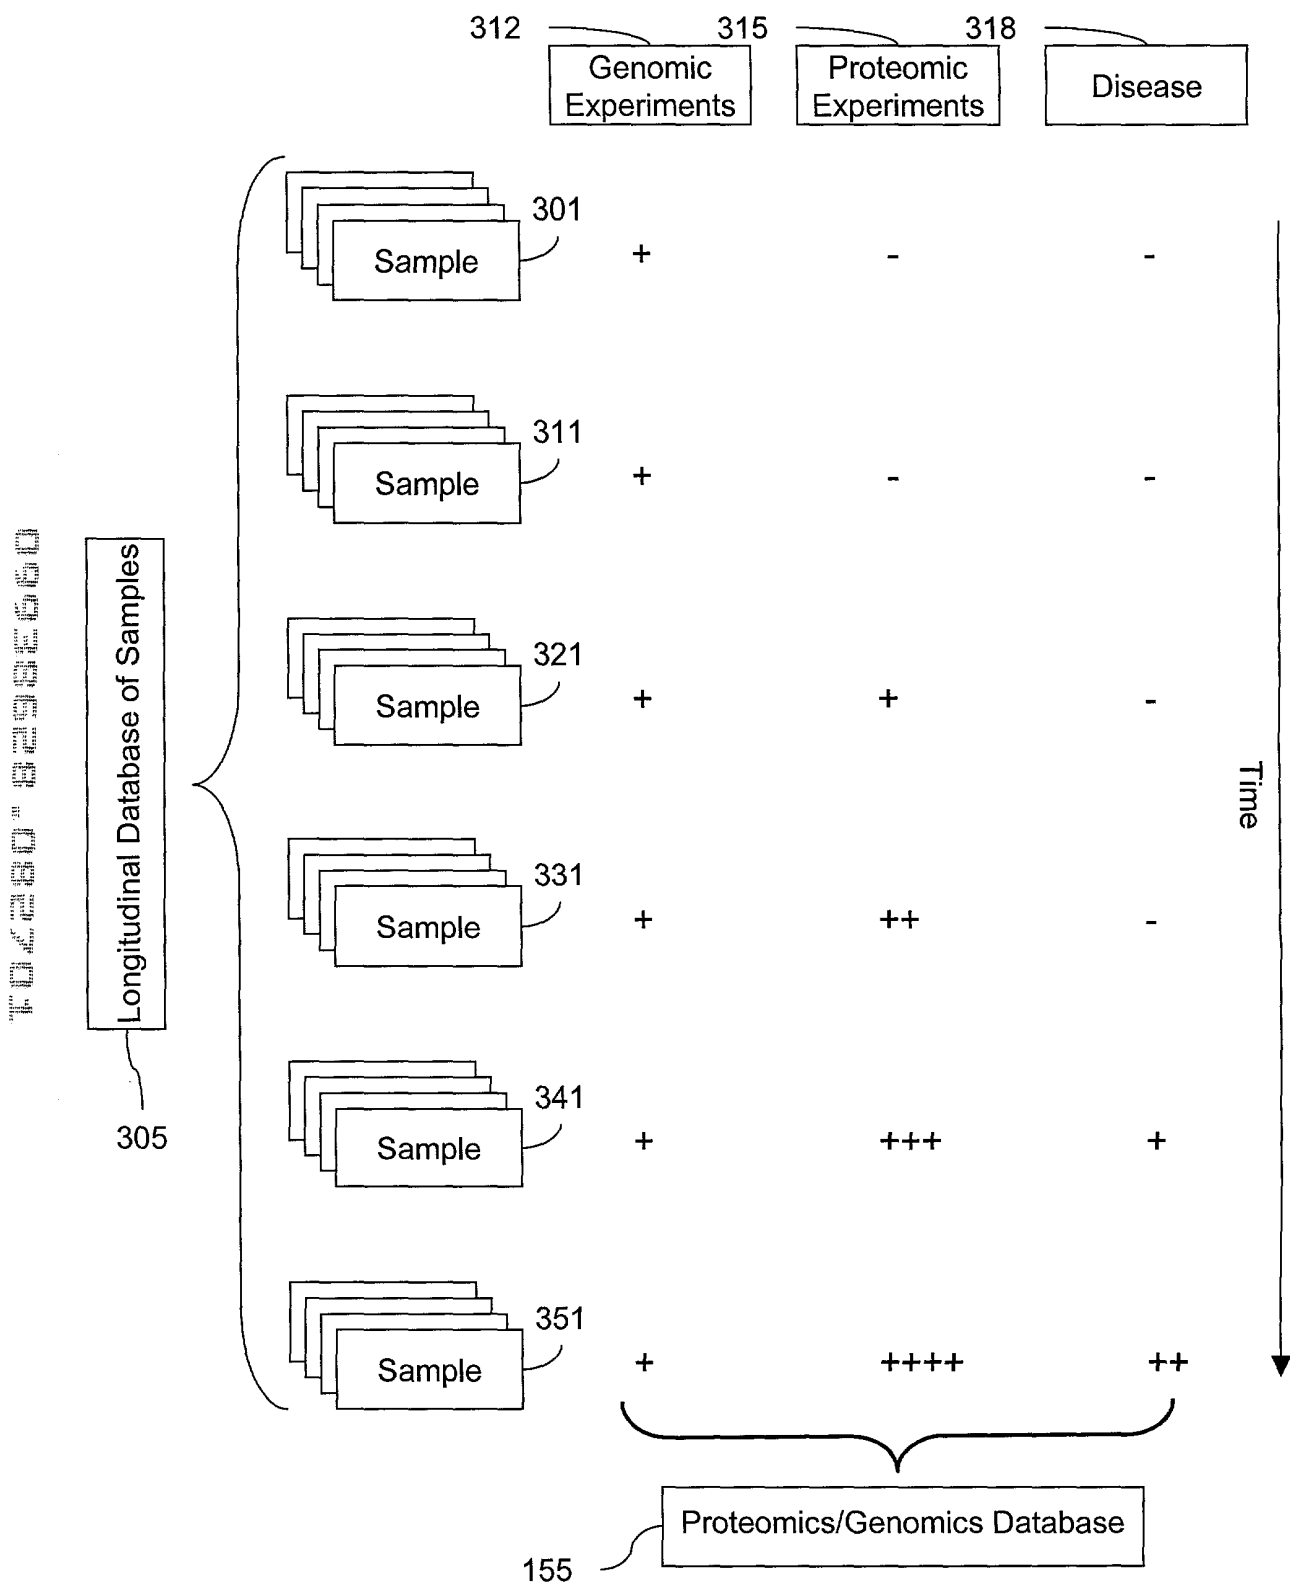 312
315
318
Genomic
Experiments
Proteomic
Experiments
Disease
301
Sample
+
-
-
311
Sample
+
-
-
321
Sample
+
+
-
Time
331
Sample
+
++
-
Longitudinal Database of Samples
305
341
Sample
+
+++
+
351
Sample
+
++++
++
Proteomics/Genomics Database
155